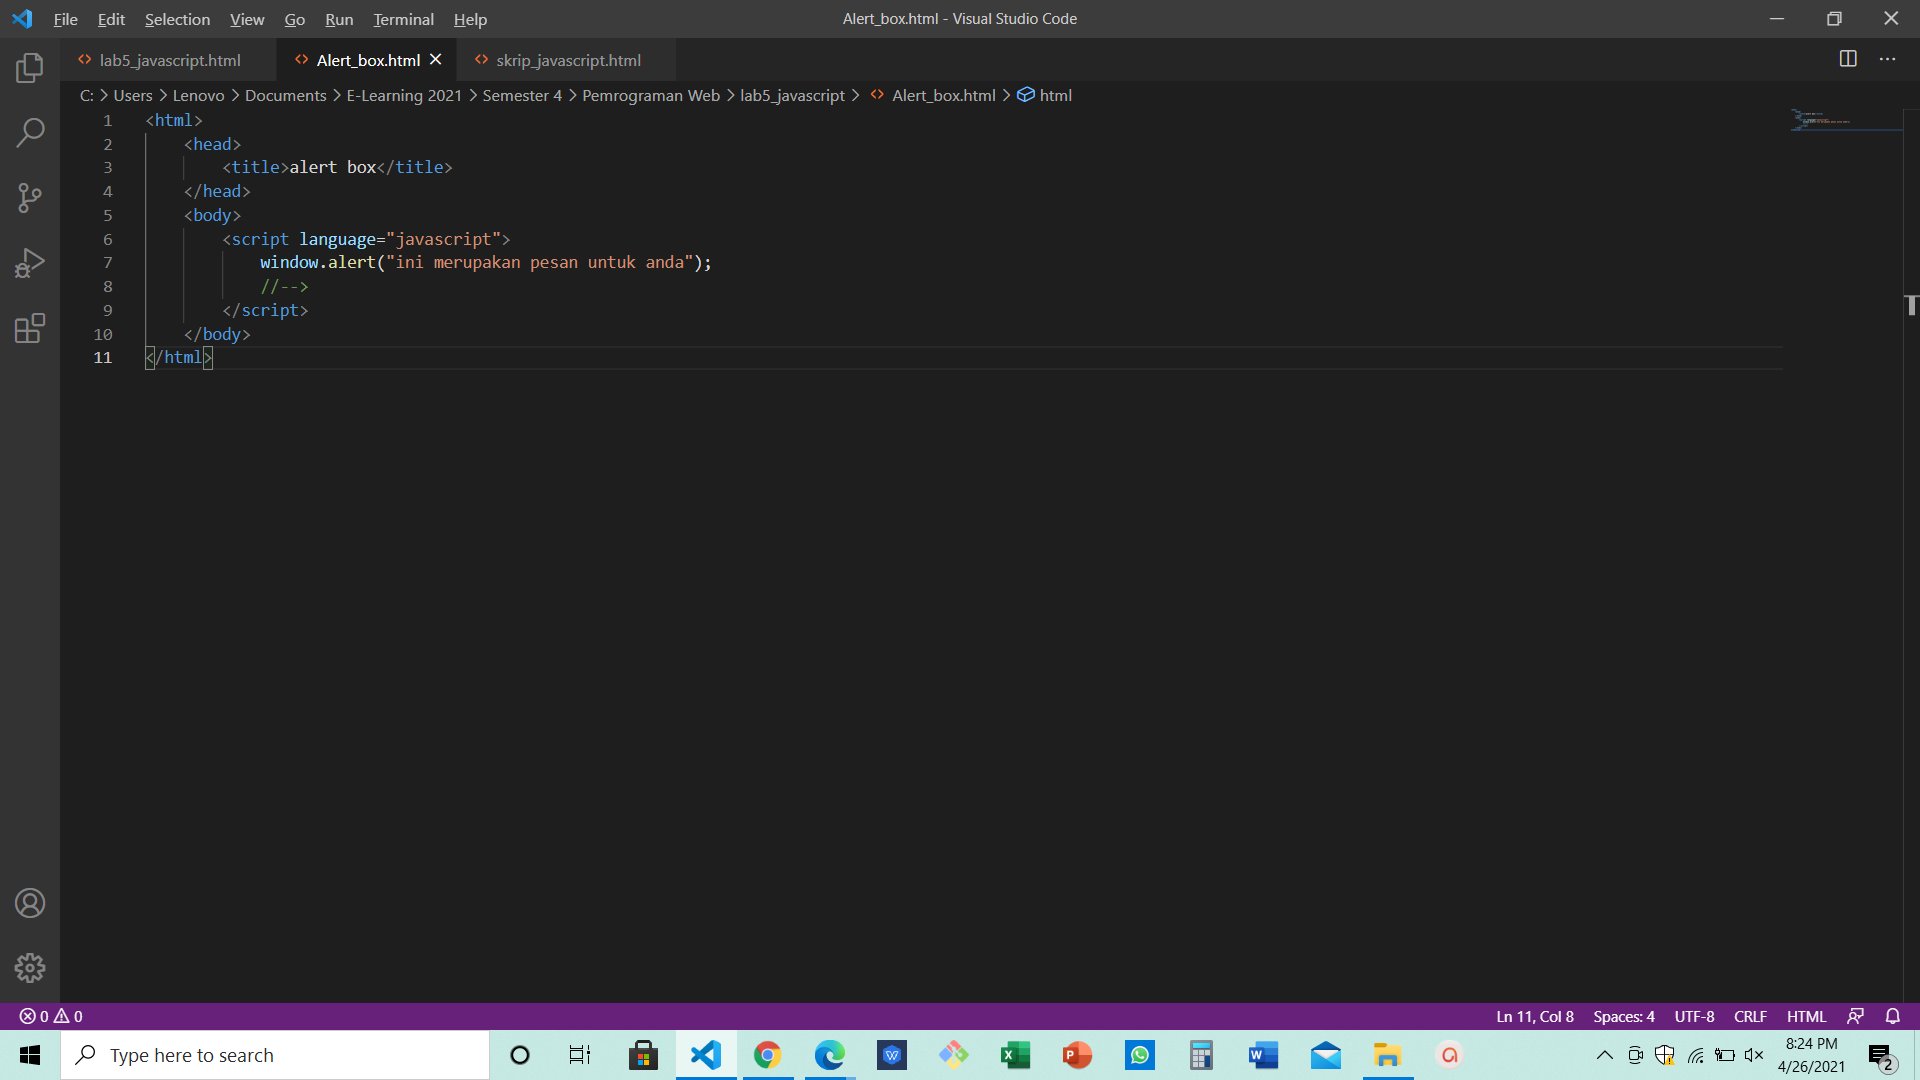 File Edit Selection View Go Run Terminal Help
Alert_box.html - Visual Studio Code
lab5_javascript.html
Alert_box.html
skrip_javascript.html
C: > Users > Lenovo > Documents > E-Learning 2021 > Semester 4 > Pemrograman Web > lab5_javascript > Alert_box.html > html
1 <html>
2 <head>
3 <title>alert box</title>
4 </head>
5 <body>
6 <script language="javascript">
7 window.alert("ini merupakan pesan untuk anda");
8 //-->
9 </script>
10 </body>
11 </html>
0 0
Ln 11, Col 8 Spaces: 4 UTF-8 CRLF HTML
Type here to search
8:24 PM
4/26/2021
2